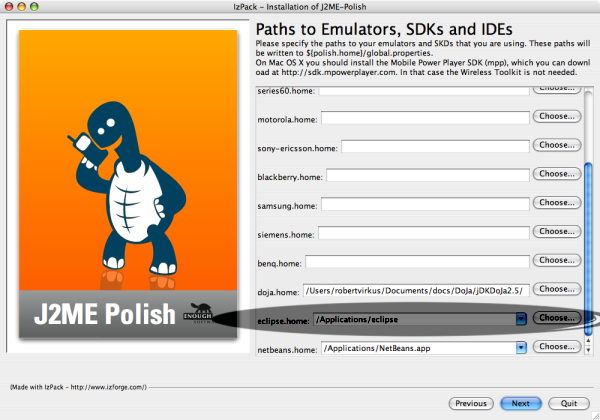 IzPack - Installation of J2ME-Polish
Paths to Emulators, SDKs and IDEs
Please specify the paths to your emulators and SKDs that you are using. These paths will
be written to ${polish.home}/global.properties.
On Mac OS X you should install the Mobile Power Player SDK (mpp), which you can downl
oad at http://sdk.mpowerplayer.com. In that case the Wireless Toolkit is not needed.
series60.home: Choose...
motorola.home: Choose...
sony-ericsson.home: Choose...
blackberry.home: Choose...
samsung.home: Choose...
siemens.home: Choose...
benq.home: Choose...
doja.home: /Users/robertvirkus/Documents/docs/DoJa/jDKDoJa2.5/ Choose...
eclipse.home: /Applications/eclipse Choose...
netbeans.home: /Applications/NetBeans.app Choose...
J2ME Polish
ENOUGH
SOFTWARE
(Made with IzPack - http://www.izforge.com/)
Previous Next Quit